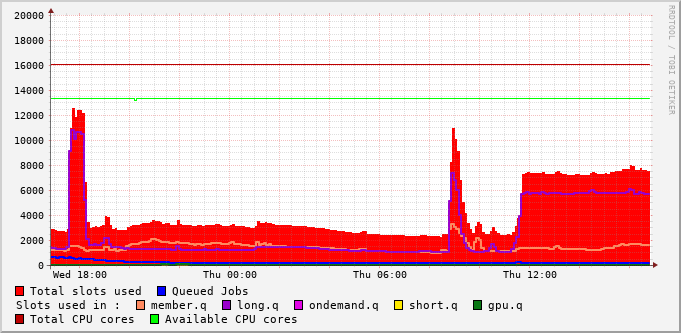 20000
18000
16000
14000
12000
10000
8000
6000
4000
2000
0
Wed 18:00 Thu 00:00 Thu 06:00 Thu 12:00
Total slots used Queued Jobs
Slots used in : member.q long.q ondemand.q short.q gpu.q
Total CPU cores Available CPU cores
RRDTOOL / TOBI OETIKER